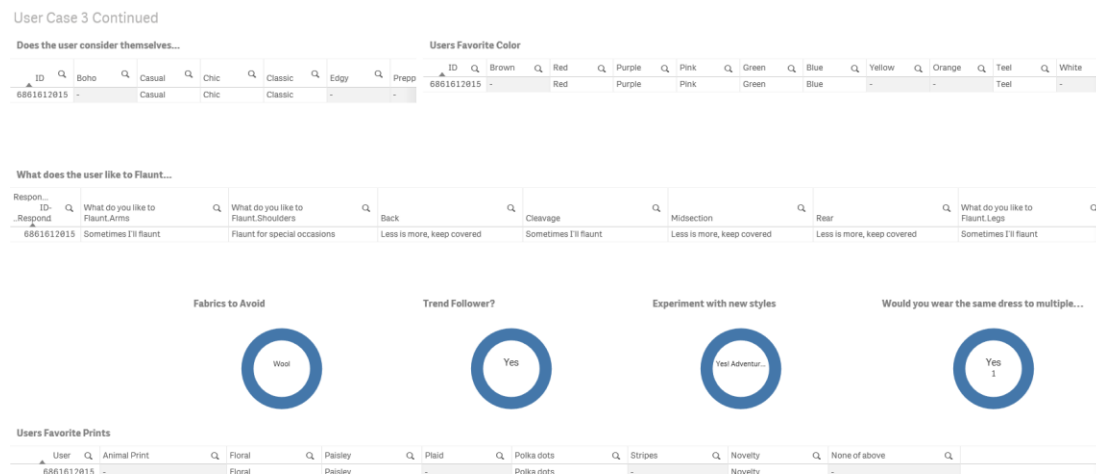 User Case 3 Continued
Does the user consider themselves...
ID Boho Casual Chic Classic Edgy Prepp
6861612015 - Casual Chic Classic - -
Users Favorite Color
ID Brown Red Purple Pink Green Blue Yellow Orange Teel White
6861612015 - Red Purple Pink Green Blue - - Teel -
What does the user like to Flaunt...
Respon...
ID- What do you like to What do you like to What do you like to
..Respond Flaunt.Arms Flaunt.Shoulders Back Cleavage Midsection Rear Flaunt.Legs
6861612015 Sometimes I'll flaunt Flaunt for special occasions Less is more, keep covered Sometimes I'll flaunt Less is more, keep covered Less is more, keep covered Sometimes I'll flaunt
Fabrics to Avoid
Wool
Trend Follower?
Yes
Experiment with new styles
Yes! Adventur...
Would you wear the same dress to multiple...
Yes
1
Users Favorite Prints
User Animal Print Floral Paisley Plaid Polka dots Stripes Novelty None of above
6861612015 - Floral Paisley - Polka dots - Novelty -